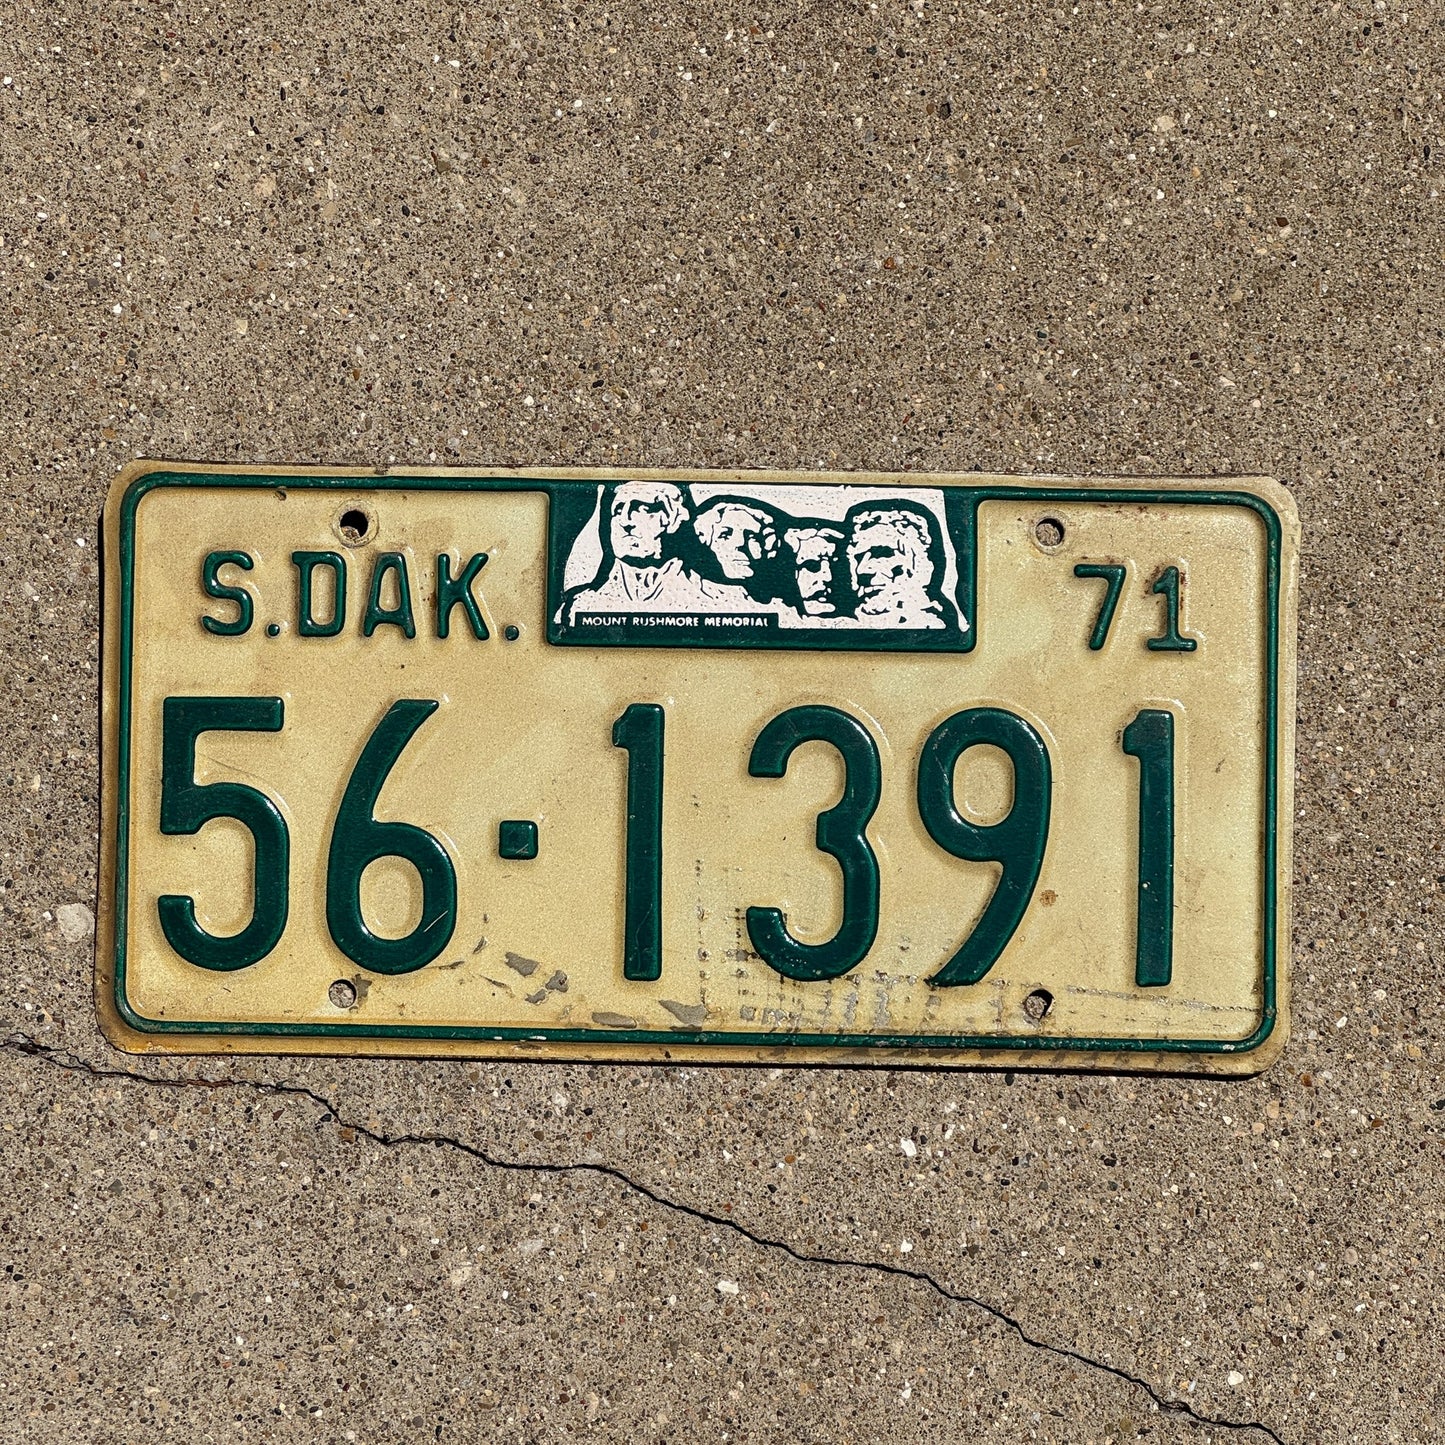 S.DAK.
MOUNT RUSHMORE MEMORIAL
71
56·1391